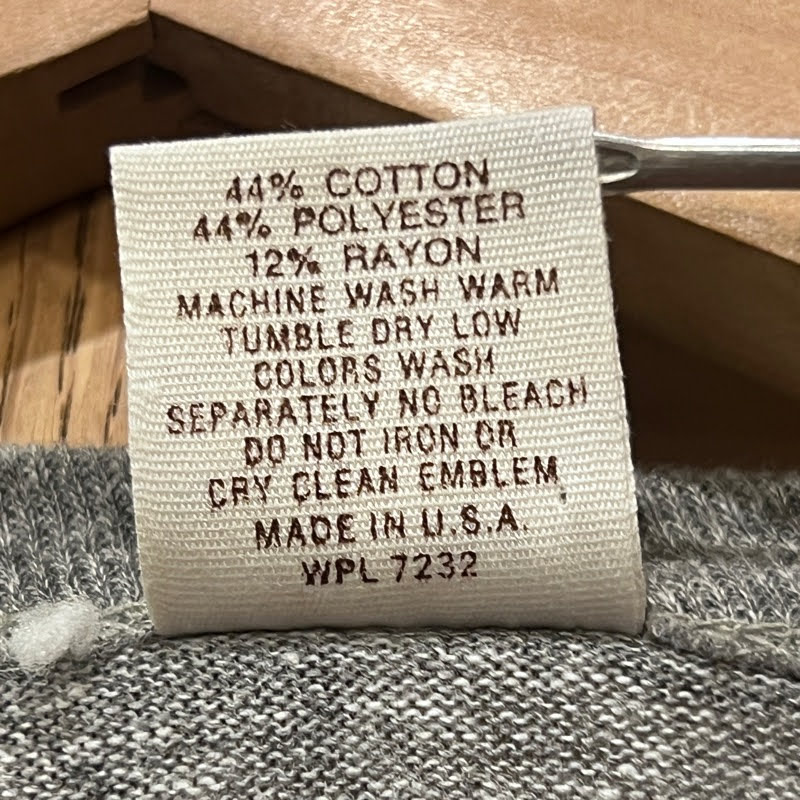 44% COTTON
44% POLYESTER
12% RAYON
MACHINE WASH WARM
TUMBLE DRY LOW
COLORS WASH
SEPARATELY NO BLEACH
DO NOT IRON OR
DRY CLEAN EMBLEM
MADE IN U.S.A.
WPL 7232